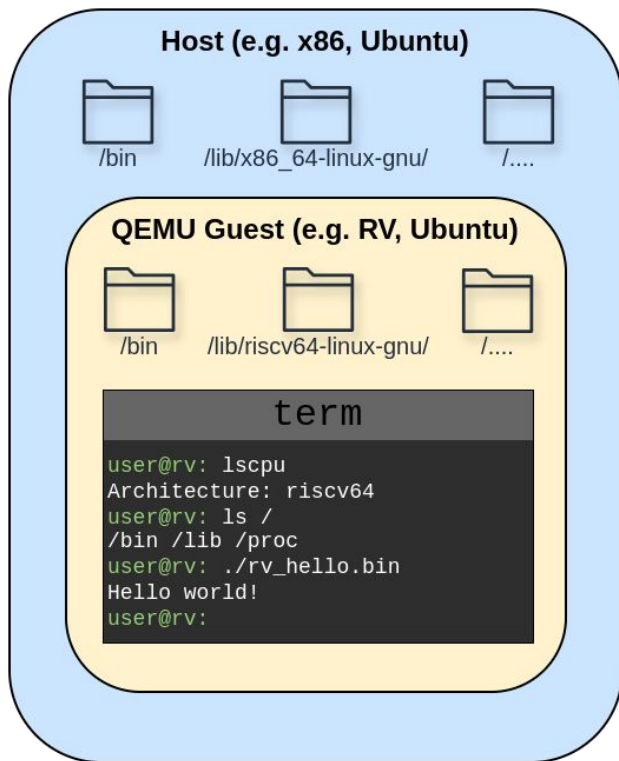 Host (e.g. x86, Ubuntu)
/bin /lib/x86_64-linux-gnu/ /....
QEMU Guest (e.g. RV, Ubuntu)
/bin /lib/riscv64-linux-gnu/ /....
term
user@rv: lscpu
Architecture: riscv64
user@rv: ls /
/bin /lib /proc
user@rv: ./rv_hello.bin
Hello world!
user@rv: